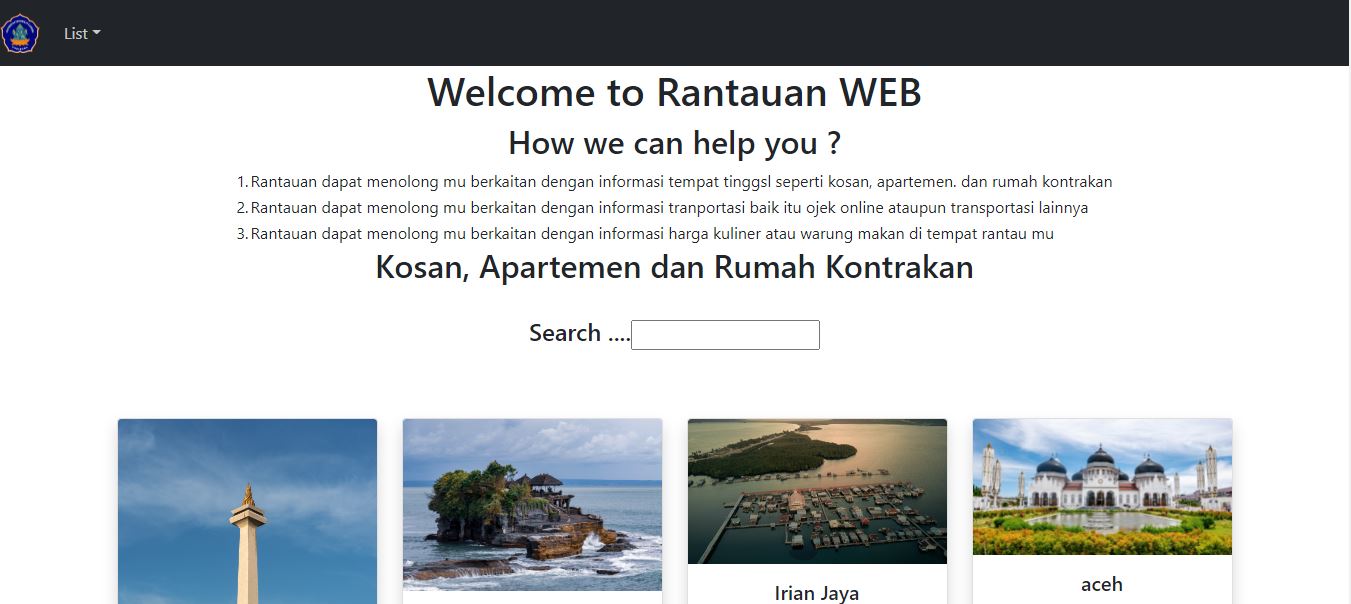 List
Welcome to Rantauan WEB
How we can help you ?
1. Rantauan dapat menolong mu berkaitan dengan informasi tempat tinggsl seperti kosan, apartemen. dan rumah kontrakan
2. Rantauan dapat menolong mu berkaitan dengan informasi tranportasi baik itu ojek online ataupun transportasi lainnya
3. Rantauan dapat menolong mu berkaitan dengan informasi harga kuliner atau warung makan di tempat rantau mu
Kosan, Apartemen dan Rumah Kontrakan
Search ....
Irian Jaya
aceh